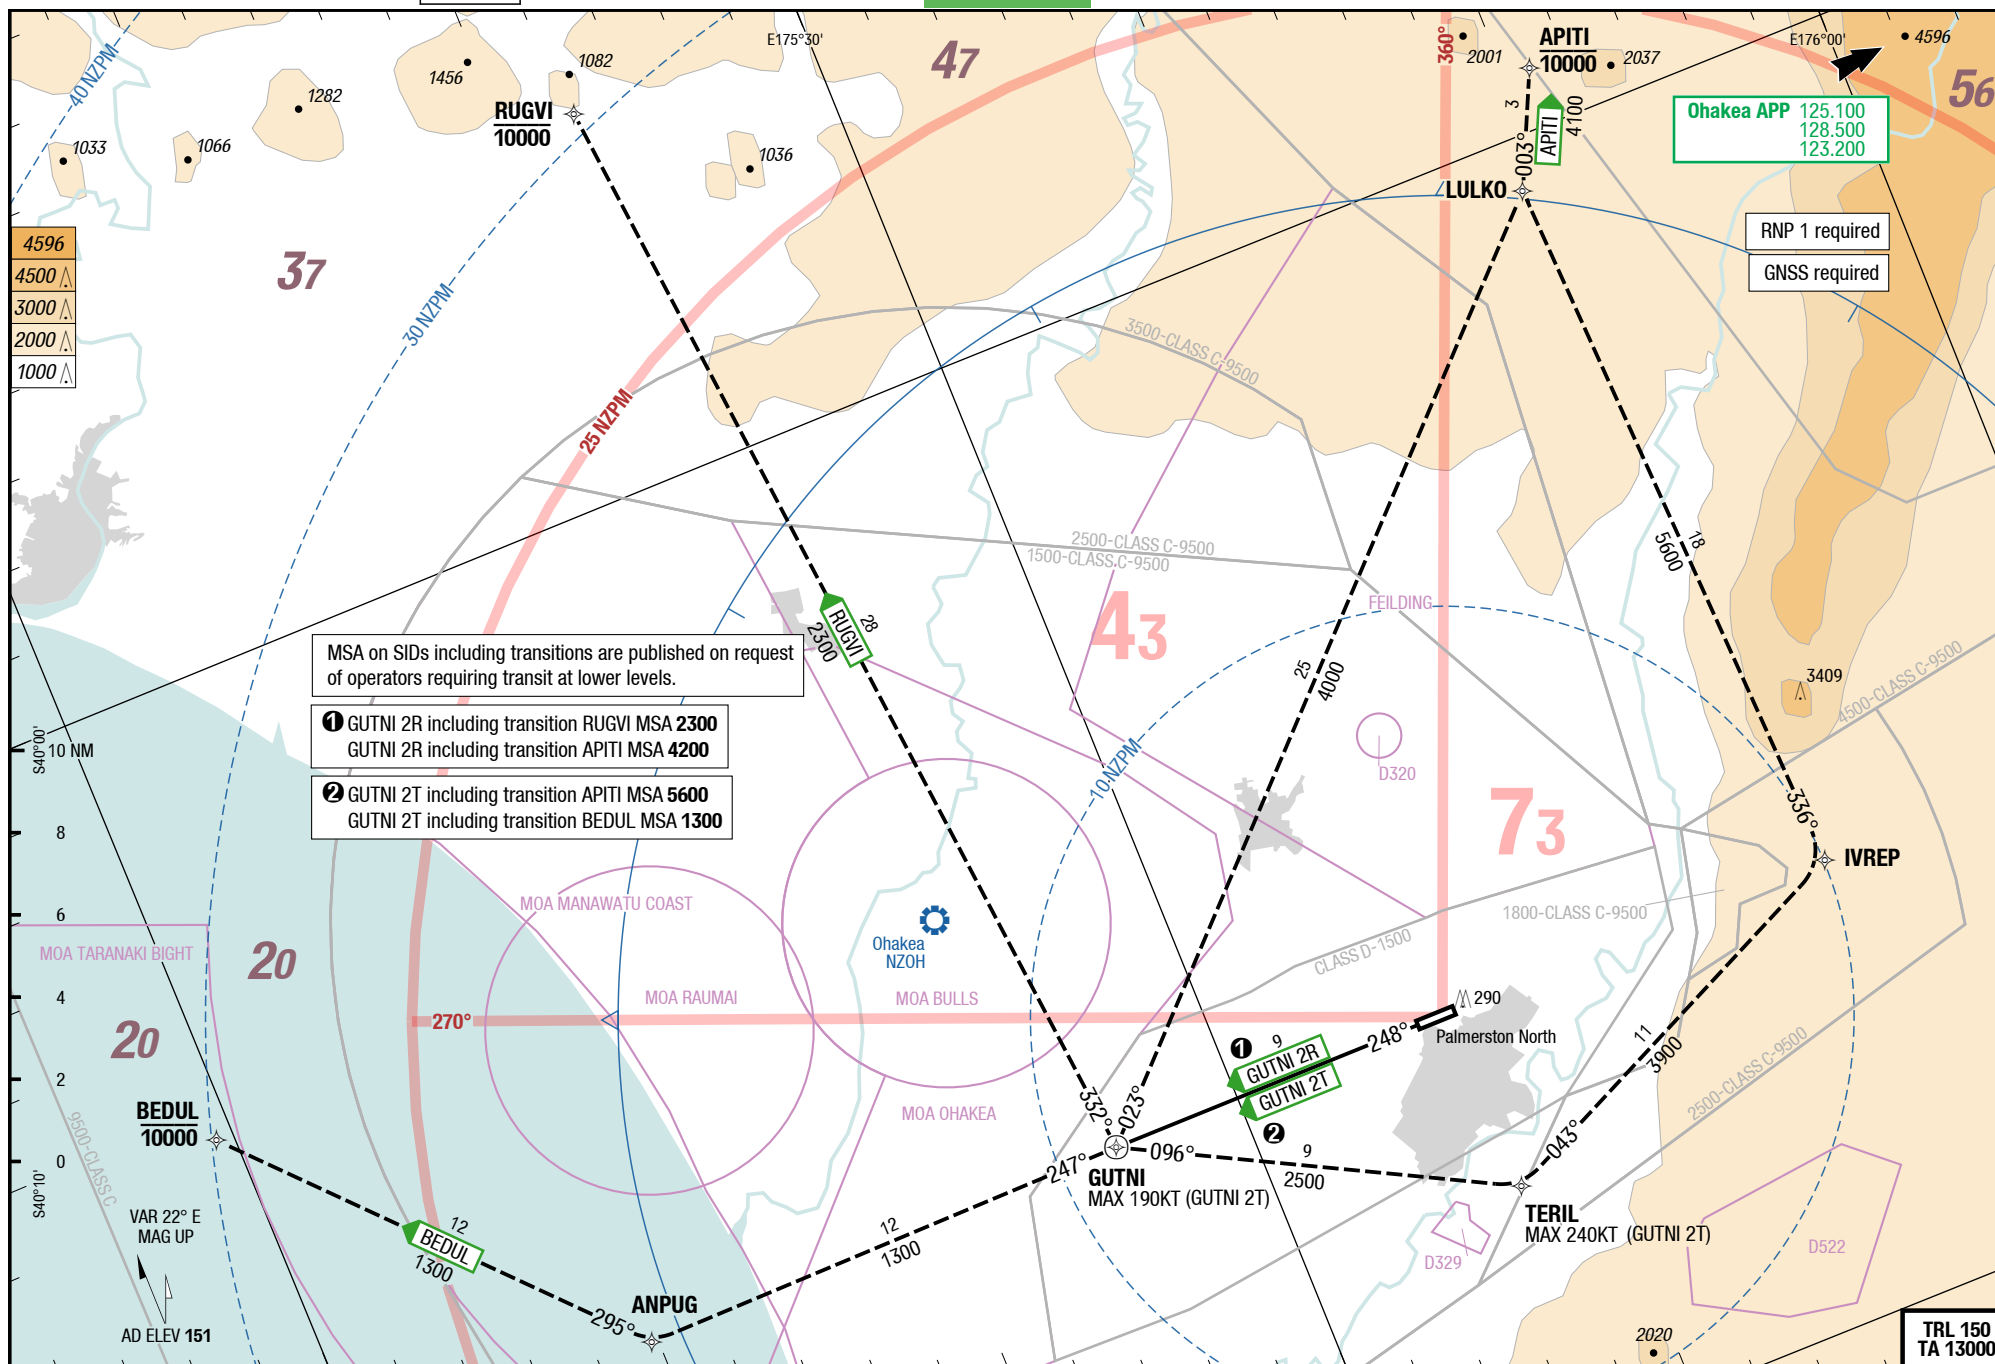 40 NZPM
1456
1082
E175°30'
47
360°
2001
APITI
10000
2037
E176°00'
4596
56
1282
RUGVI
10000
3
APITI
4100
003°
Ohakea APP 125.100
128.500
123.200
1033
1066
1036
LULKO
RNP 1 required
GNSS required
4596
4500
3000
2000
1000
37
30 NZPM
3500-CLASS C-9500
25 NZPM
2500-CLASS C-9500
1500-CLASS C-9500
18
5600
FEILDING
43
RUGVI
28
2300
MSA on SIDs including transitions are published on request
of operators requiring transit at lower levels.
25
4000
3409
4500-CLASS C-9500
❶ GUTNI 2R including transition RUGVI MSA 2300
GUTNI 2R including transition APITI MSA 4200
❷ GUTNI 2T including transition APITI MSA 5600
GUTNI 2T including transition BEDUL MSA 1300
S40°00'
10 NM
10 NZPM
D320
73
336°
IVREP
8
6
4
2
0
MOA MANAWATU COAST
1800-CLASS C-9500
MOA TARANAKI BIGHT
20
Ohakea
NZOH
CLASS D-1500
MOA RAUMAI
MOA BULLS
290
270°
20
248°
Palmerston North
❶
9
GUTNI 2R
GUTNI 2T
❷
11
3900
2500-CLASS C-9500
BEDUL
10000
9500-CLASS C
MOA OHAKEA
332°
023°
043°
247°
096°
9
2500
GUTNI
MAX 190KT (GUTNI 2T)
S40°10'
TERIL
MAX 240KT (GUTNI 2T)
VAR 22° E
MAG UP
12
BEDUL
1300
12
1300
D329
D522
ANPUG
295°
AD ELEV 151
2020
TRL 150
TA 13000